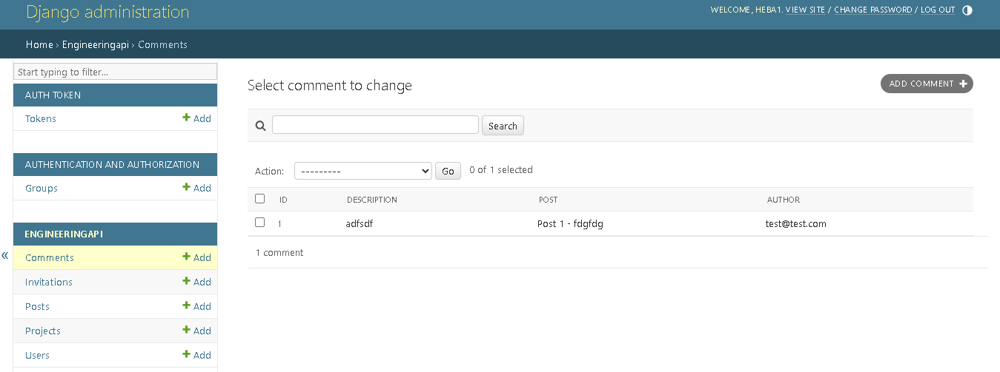 Django administration
WELCOME, HEBA1. VIEW SITE / CHANGE PASSWORD / LOG OUT
Home › Engineeringapi › Comments
Start typing to filter...
AUTH TOKEN
Tokens + Add
AUTHENTICATION AND AUTHORIZATION
Groups + Add
ENGINEERINGAPI
Comments + Add
Invitations + Add
Posts + Add
Projects + Add
Users + Add
«
Select comment to change
ADD COMMENT +
Search
Action: --------- Go 0 of 1 selected
ID DESCRIPTION POST AUTHOR
1 adfsdf Post 1 - fdgfdg test@test.com
1 comment